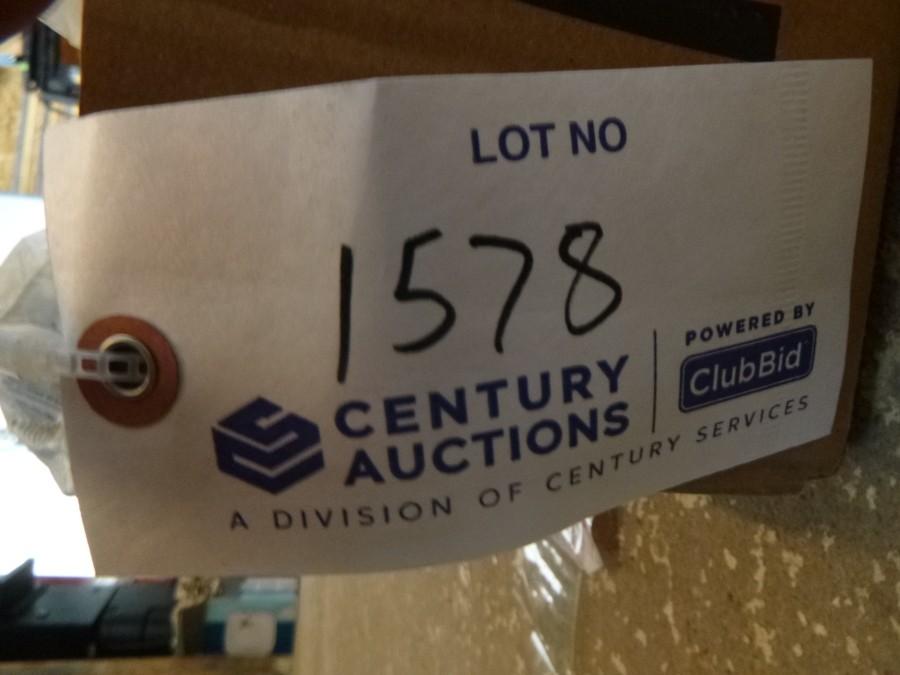 LOT NO
1578
CENTURY
AUCTIONS
POWERED BY
ClubBid
A DIVISION OF CENTURY SERVICES